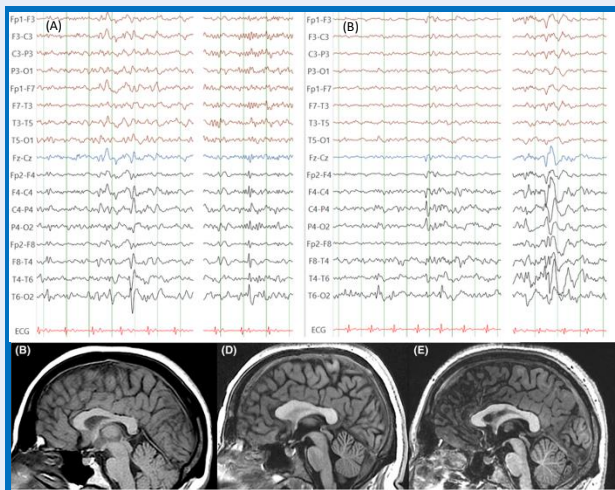 (A)
Fp1-F3
F3-C3
C3-P3
P3-O1
Fp1-F7
F7-T3
T3-T5
T5-O1
Fz-Cz
Fp2-F4
F4-C4
C4-P4
P4-O2
Fp2-F8
F8-T4
T4-T6
T6-O2
ECG
(B)
Fp1-F3
F3-C3
C3-P3
P3-O1
Fp1-F7
F7-T3
T3-T5
T5-O1
Fz-Cz
Fp2-F4
F4-C4
C4-P4
P4-O2
Fp2-F8
F8-T4
T4-T6
T6-O2
ECG
(B)
(D)
(E)